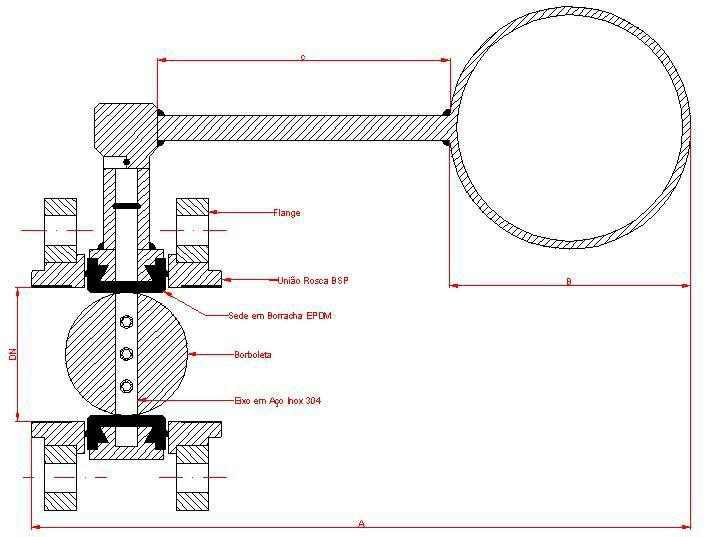 c
Flange
União Rosca BSP
B
Sede em Borracha EPDM
DN
Borboleta
Eixo em Aço Inox 304
A